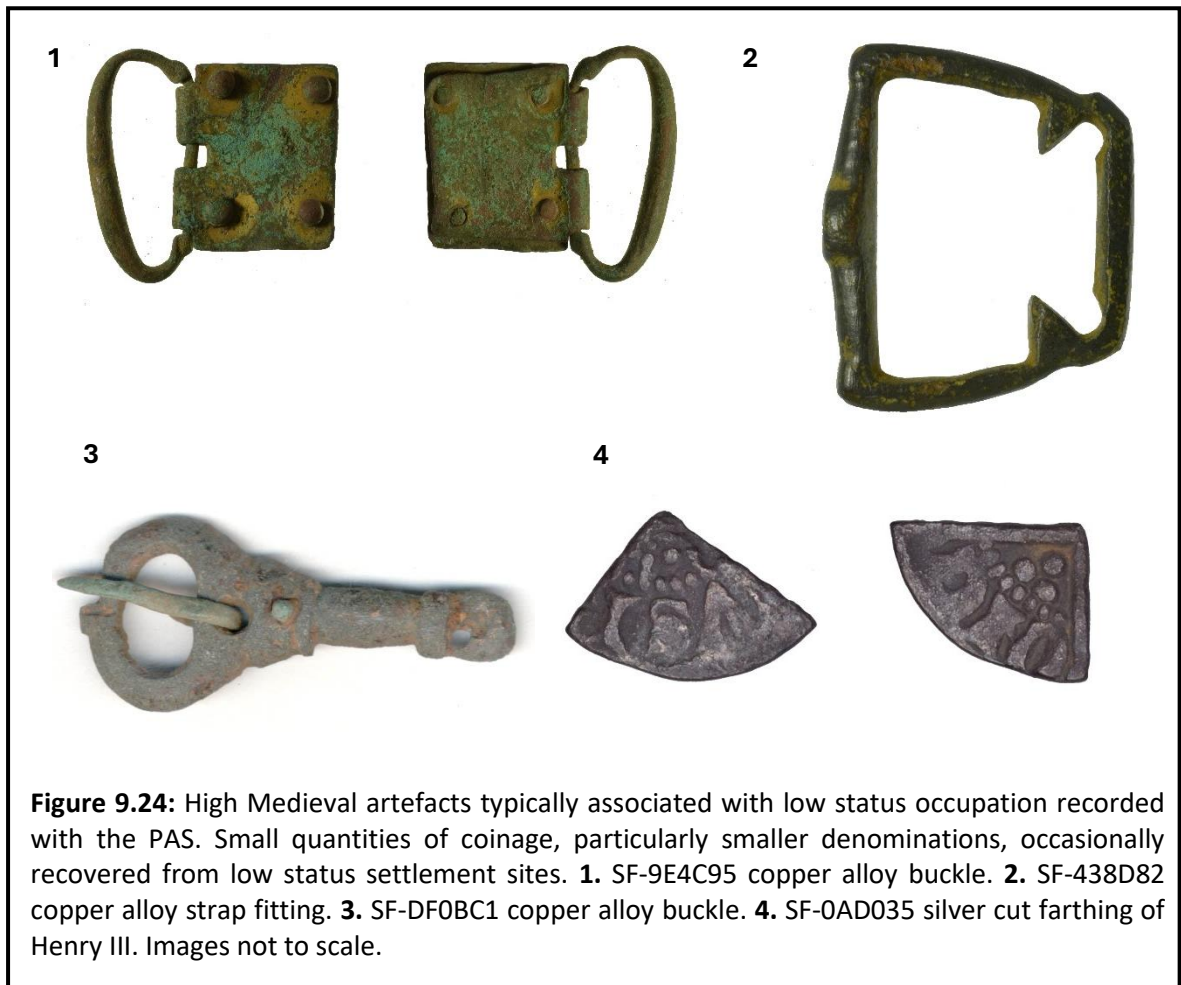 1
2
3
4
Figure 9.24: High Medieval artefacts typically associated with low status occupation recorded
with the PAS. Small quantities of coinage, particularly smaller denominations, occasionally
recovered from low status settlement sites. 1. SF-9E4C95 copper alloy buckle. 2. SF-438D82
copper alloy strap fitting. 3. SF-DF0BC1 copper alloy buckle. 4. SF-0AD035 silver cut farthing of
Henry III. Images not to scale.